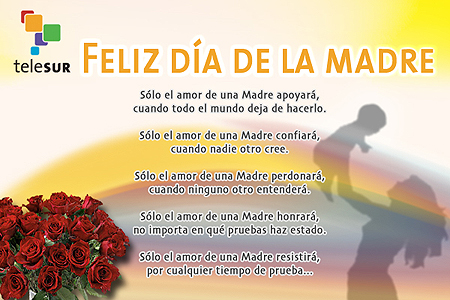 teleSUR
FELIZ DÍA DE LA MADRE
Sólo el amor de una Madre apoyará,
cuando todo el mundo deja de hacerlo.
Sólo el amor de una Madre confiará,
cuando nadie otro cree.
Sólo el amor de una Madre perdonará,
cuando ninguno otro entenderá.
Sólo el amor de una Madre honrará,
no importa en qué pruebas haz estado.
Sólo el amor de una Madre resistirá,
por cualquier tiempo de prueba...